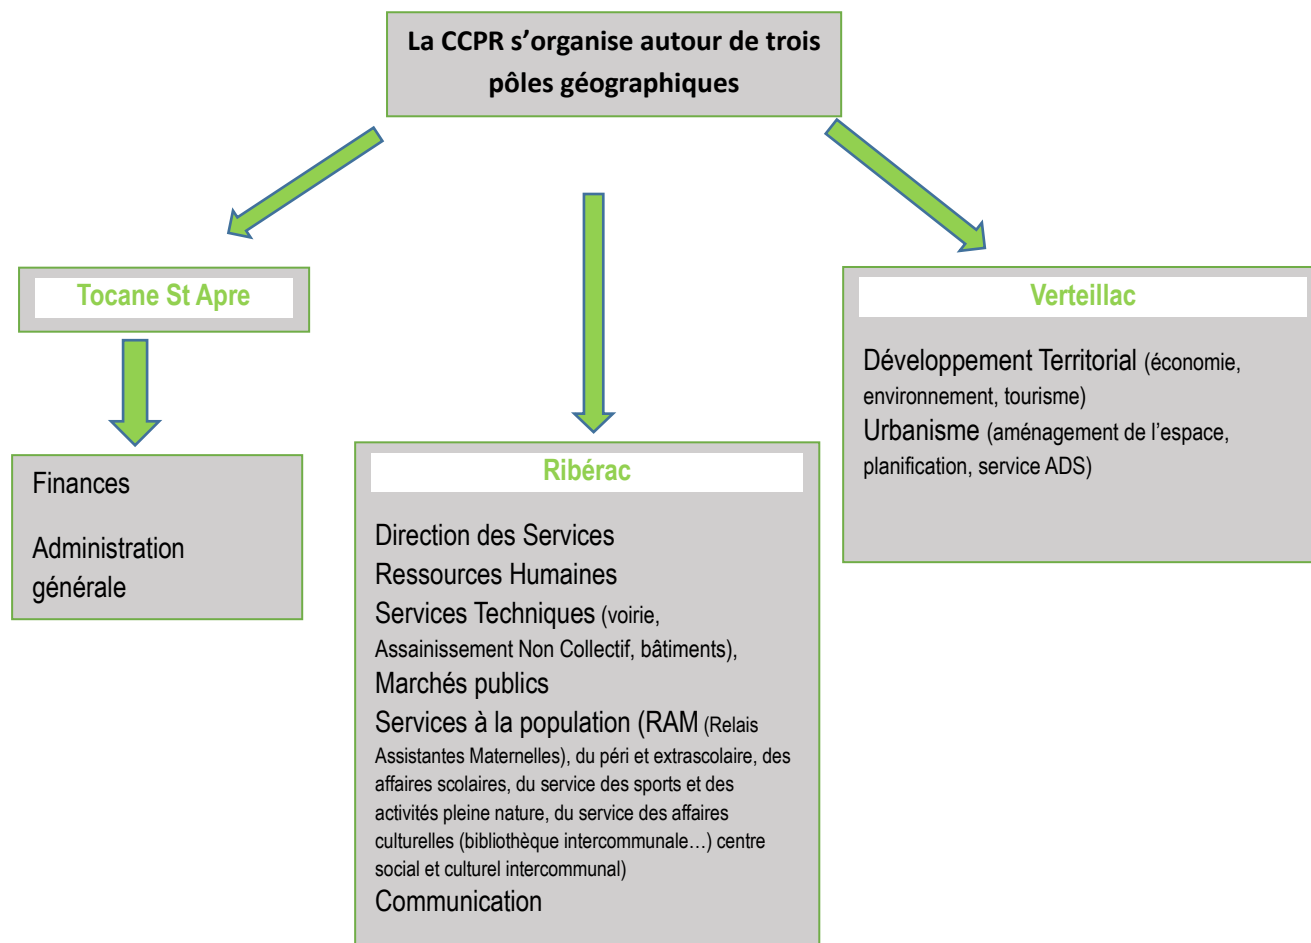 La CCPR s’organise autour de trois
pôles géographiques
Tocane St Apre
Finances
Administration
générale
Ribérac
Direction des Services
Ressources Humaines
Services Techniques (voirie,
Assainissement Non Collectif, bâtiments),
Marchés publics
Services à la population (RAM (Relais
Assistantes Maternelles), du péri et extrascolaire, des
affaires scolaires, du service des sports et des
activités pleine nature, du service des affaires
culturelles (bibliothèque intercommunale…) centre
social et culturel intercommunal)
Communication
Verteillac
Développement Territorial (économie,
environnement, tourisme)
Urbanisme (aménagement de l’espace,
planification, service ADS)